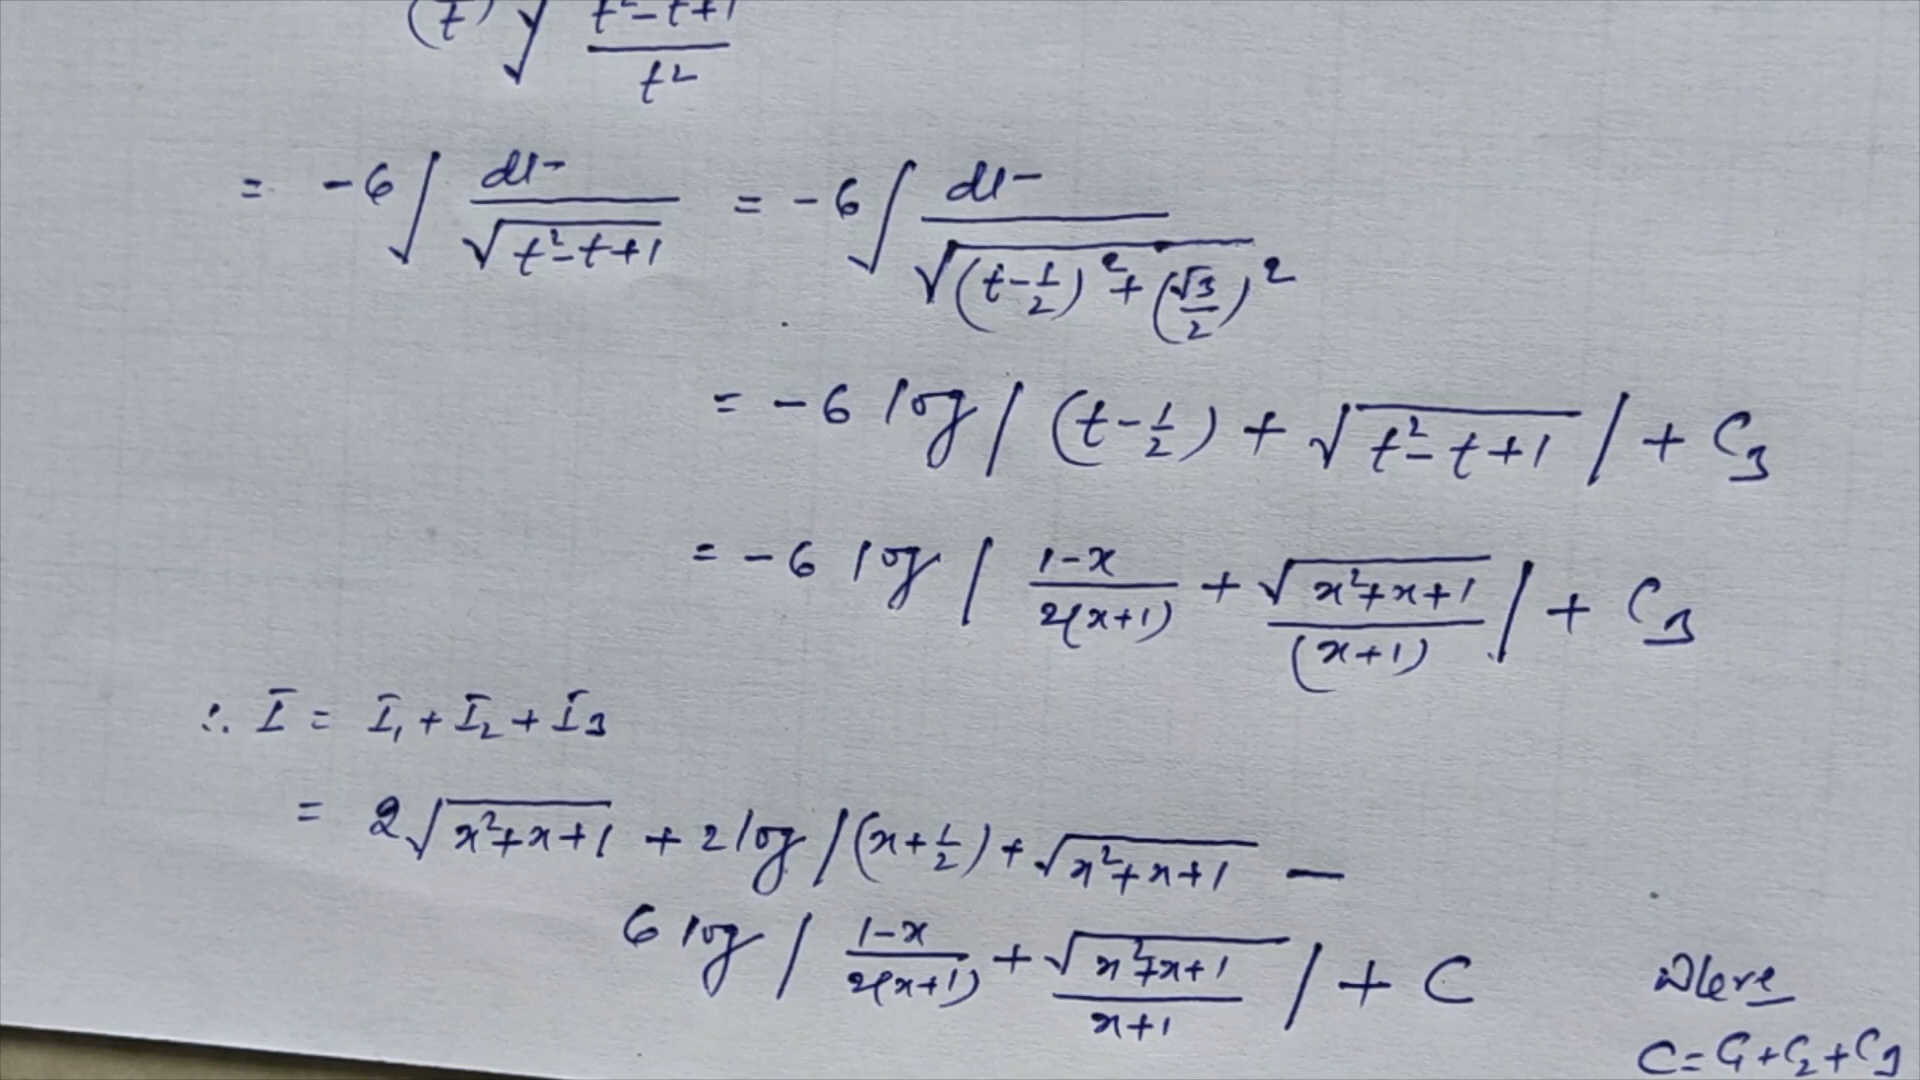 (t) √ t²-t+1
t²
= -6 ∫ dt / √(t²-t+1) = -6 ∫ dt / √((t-1/2)² + (√3/2)²)
= -6 log | (t-1/2) + √(t²-t+1) | + C₃
= -6 log | (1-x)/(2(x+1)) + √(x²+x+1)/(x+1) | + C₃
∴ I = I₁ + I₂ + I₃
= 2√(x²+x+1) + 2 log |(x+1/2) + √(x²+x+1) —
6 log | (1-x)/(2(x+1)) + √(x²+x+1)/(x+1) | + C where
C = C₁+C₂+C₃